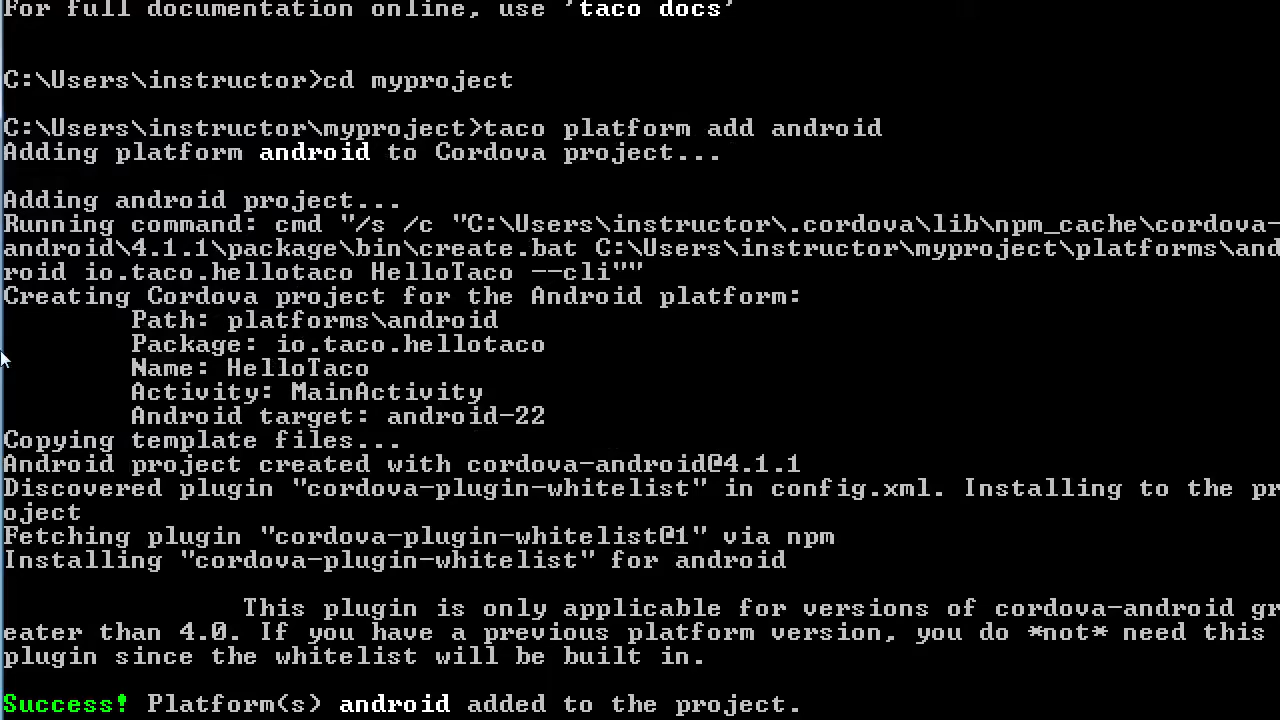 For full documentation online, use 'taco docs'
C:\Users\instructor>cd myproject
C:\Users\instructor\myproject>taco platform add android
Adding platform android to Cordova project...
Adding android project...
Running command: cmd "/s /c "C:\Users\instructor\.cordova\lib\npm_cache\cordova-
android\4.1.1\package\bin\create.bat C:\Users\instructor\myproject\platforms\and
roid io.taco.hellotaco HelloTaco --cli""
Creating Cordova project for the Android platform:
Path: platforms\android
Package: io.taco.hellotaco
Name: HelloTaco
Activity: MainActivity
Android target: android-22
Copying template files...
Android project created with cordova-android@4.1.1
Discovered plugin "cordova-plugin-whitelist" in config.xml. Installing to the pr
oject
Fetching plugin "cordova-plugin-whitelist@1" via npm
Installing "cordova-plugin-whitelist" for android
This plugin is only applicable for versions of cordova-android gr
eater than 4.0. If you have a previous platform version, you do *not* need this
plugin since the whitelist will be built in.
Success! Platform(s) android added to the project.